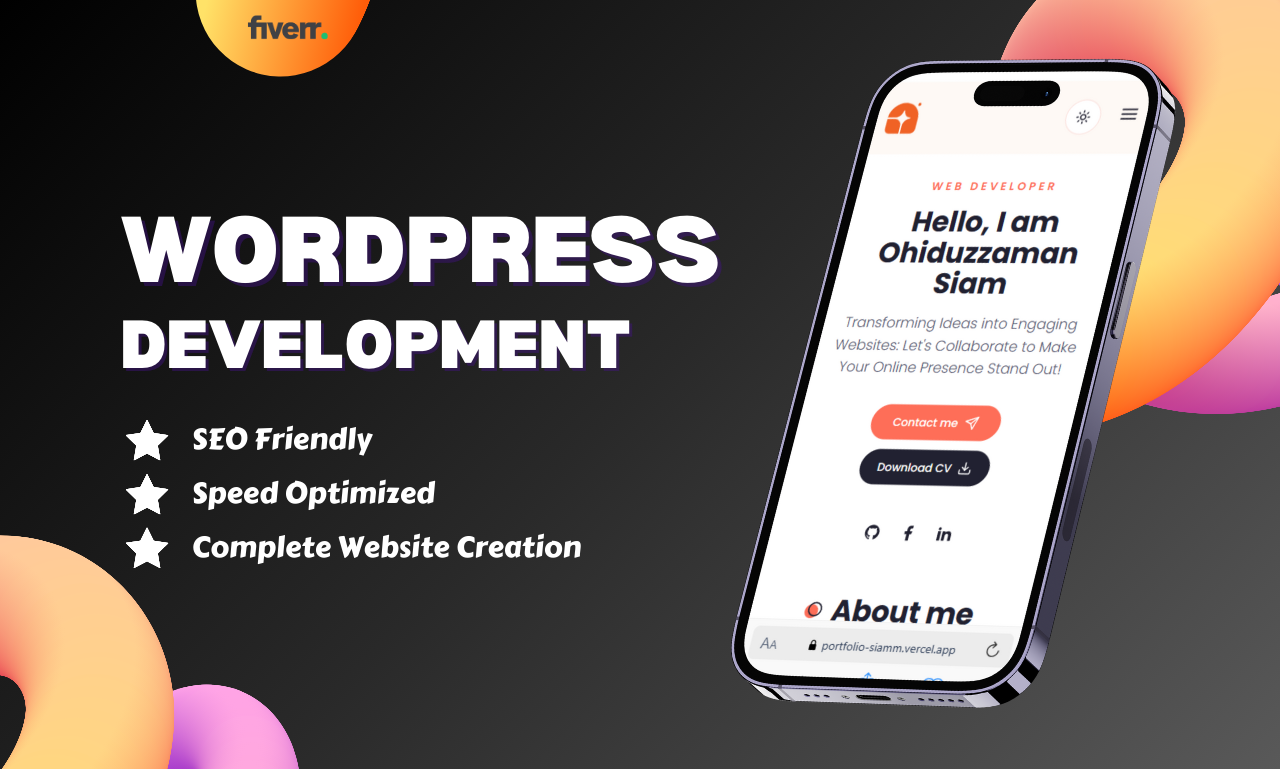 fiverr.
WORDPRESS
DEVELOPMENT
SEO Friendly
Speed Optimized
Complete Website Creation
WEB DEVELOPER
Hello, I am
Ohiduzzaman
Siam
Transforming Ideas into Engaging
Websites: Let's Collaborate to Make
Your Online Presence Stand Out!
Contact me
Download CV
in
About me
AA portfolio-siamm.vercel.app